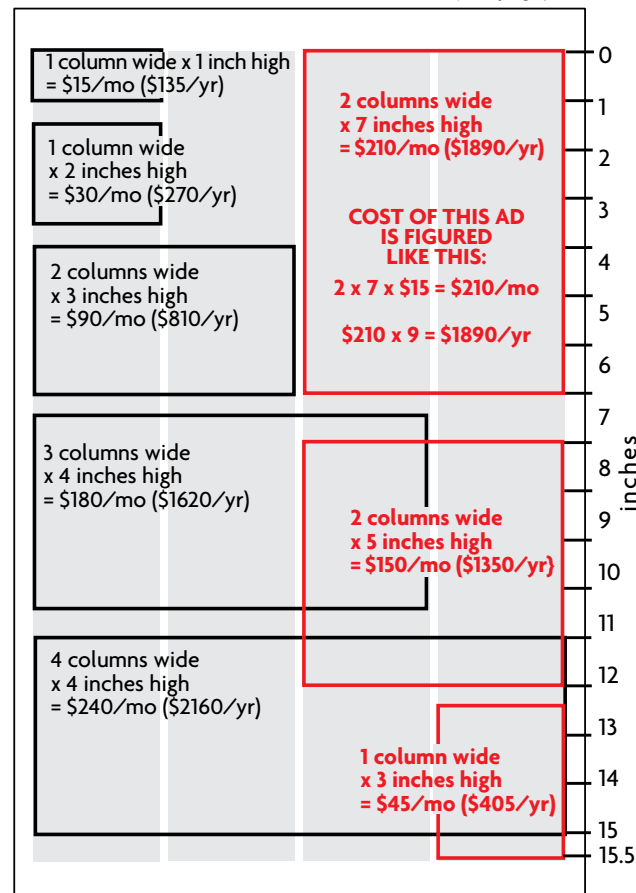 1 column wide x 1 inch high
= $15/mo ($135/yr)
1 column wide
x 2 inches high
= $30/mo ($270/yr)
2 columns wide
x 3 inches high
= $90/mo ($810/yr)
3 columns wide
x 4 inches high
= $180/mo ($1620/yr)
4 columns wide
x 4 inches high
= $240/mo ($2160/yr)
2 columns wide
x 7 inches high
= $210/mo ($1890/yr)
COST OF THIS AD
IS FIGURED
LIKE THIS:
2 x 7 x $15 = $210/mo
$210 x 9 = $1890/yr
2 columns wide
x 5 inches high
= $150/mo ($1350/yr}
1 column wide
x 3 inches high
= $45/mo ($405/yr)
0
1
2
3
4
5
6
7
8
9
10
11
12
13
14
15
15.5
inches